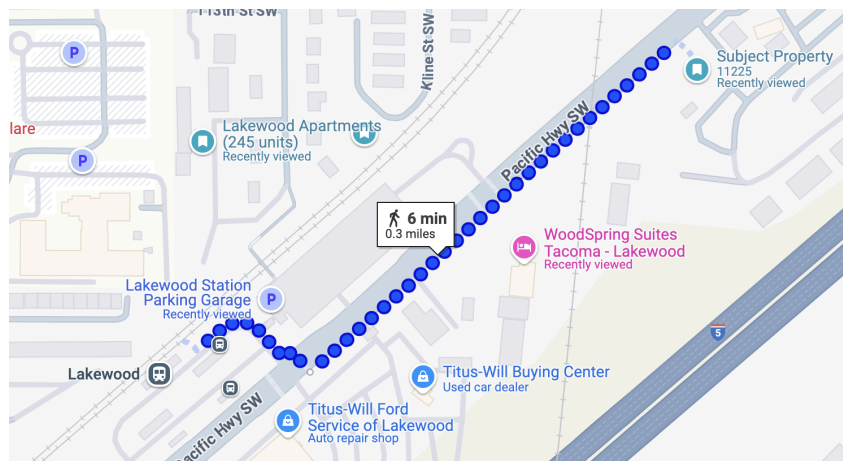 113th St SW
P
Kline St SW
Subject Property
11225
Recently viewed
lare
Lakewood Apartments
(245 units)
Recently viewed
P
Pacific Hwy SW
6 min
0.3 miles
WoodSpring Suites
Tacoma - Lakewood
Recently viewed
Lakewood Station
Parking Garage
Recently viewed
P
5
Lakewood
Titus-Will Buying Center
Used car dealer
Pacific Hwy SW
Titus-Will Ford
Service of Lakewood
Auto repair shop